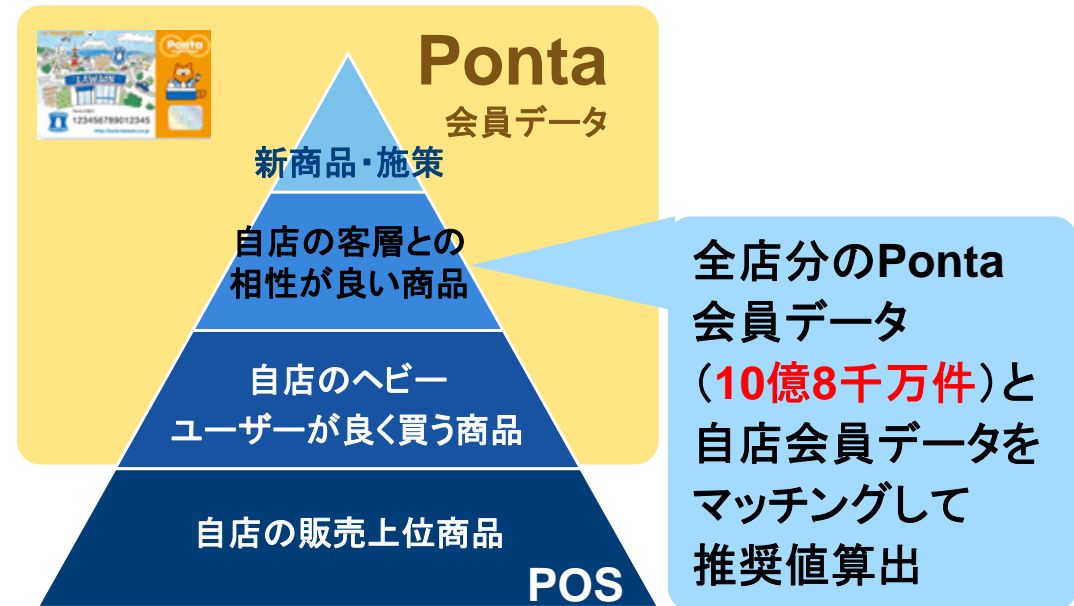 Ponta
会員データ
Ponta
LAWSON
123456789012345
新商品・施策
自店の客層との
相性が良い商品
自店のヘビー
ユーザーが良く買う商品
自店の販売上位商品
POS
全店分のPonta
会員データ
（10億8千万件）と
自店会員データを
マッチングして
推奨値算出